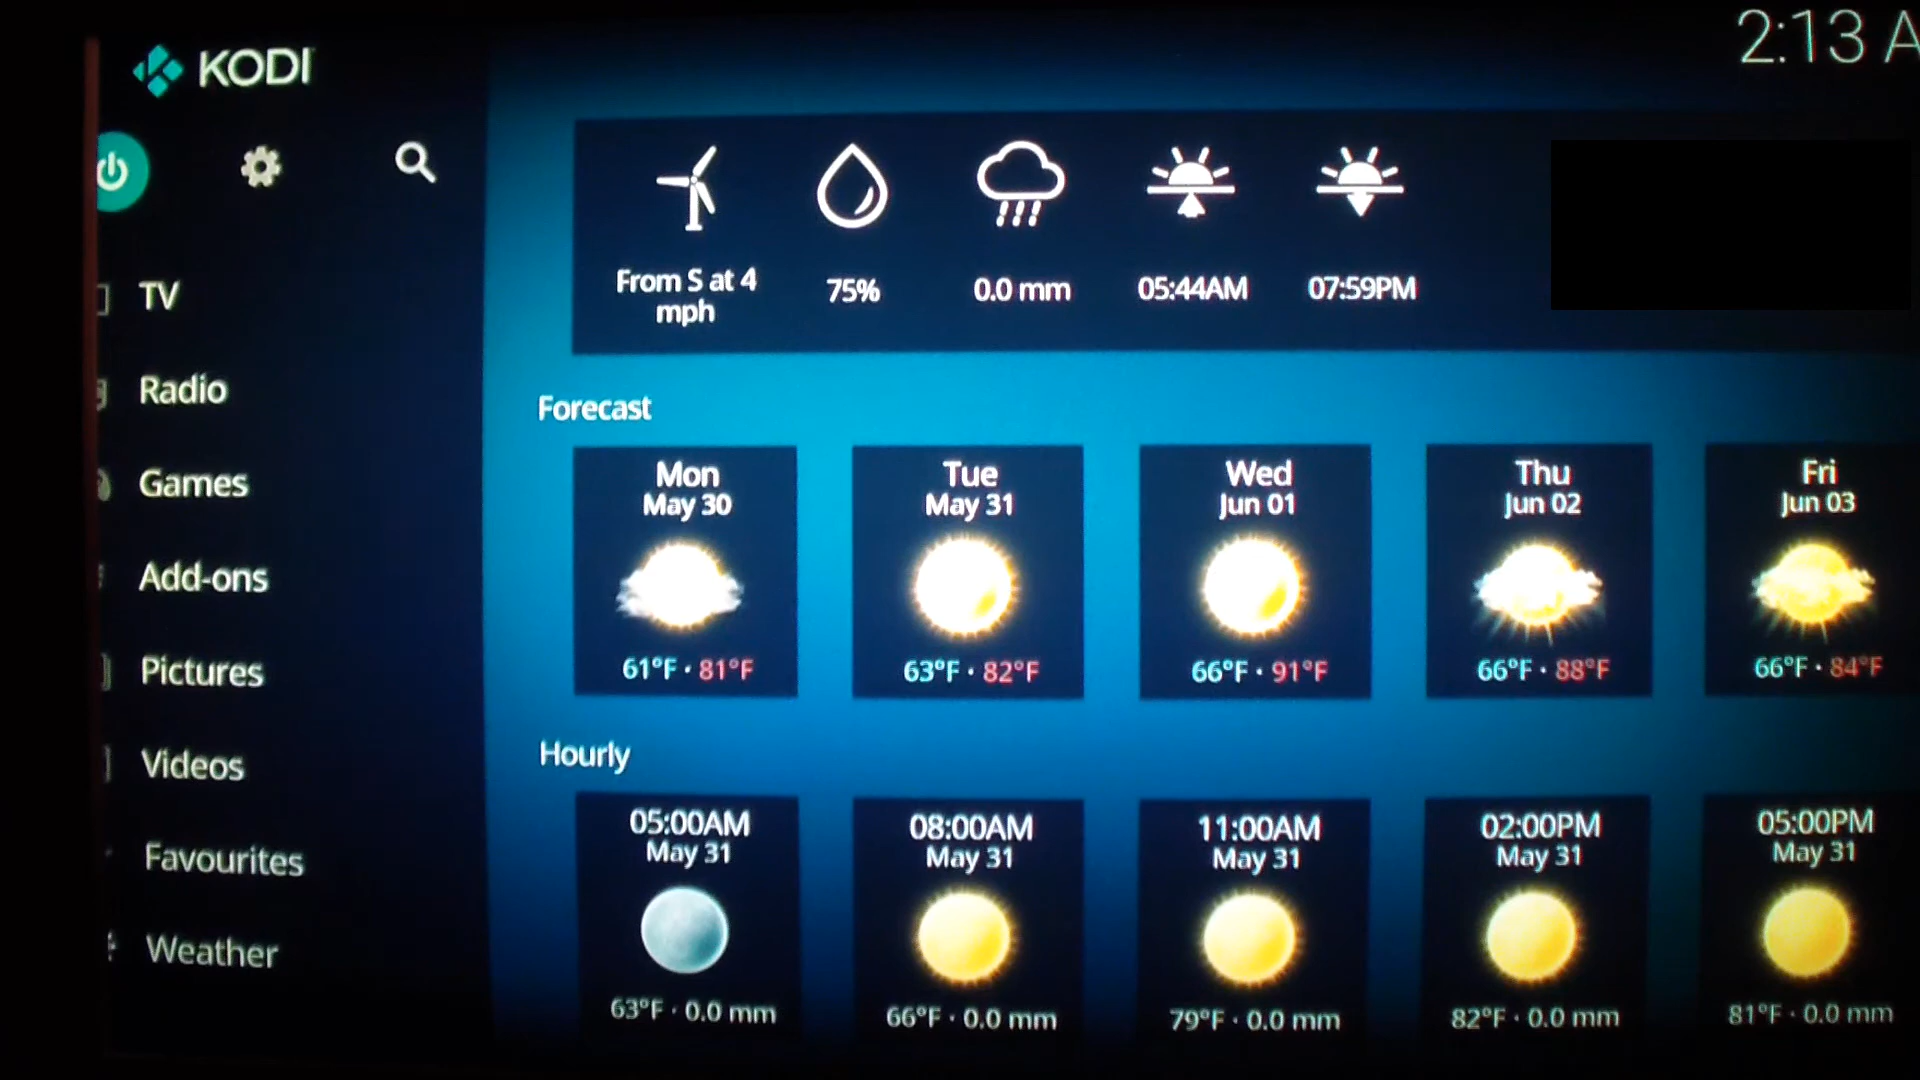 KODI
2:13 A
TV
Radio
Games
Add-ons
Pictures
Videos
Favourites
Weather
From S at 4
mph
75%
0.0 mm
05:44AM
07:59PM
Forecast
Mon
May 30
61°F · 81°F
Tue
May 31
63°F · 82°F
Wed
Jun 01
66°F · 91°F
Thu
Jun 02
66°F · 88°F
Fri
Jun 03
66°F · 84°F
Hourly
05:00AM
May 31
63°F · 0.0 mm
08:00AM
May 31
66°F · 0.0 mm
11:00AM
May 31
79°F · 0.0 mm
02:00PM
May 31
82°F · 0.0 mm
05:00PM
May 31
81°F · 0.0 mm